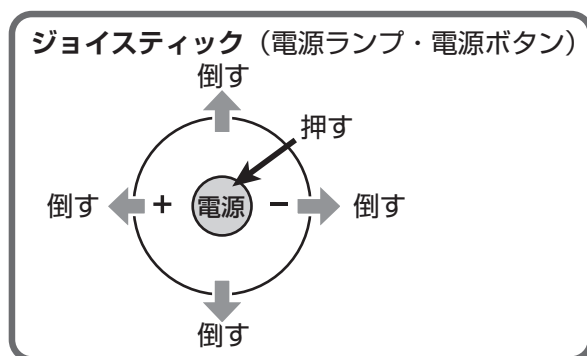 ジョイスティック（電源ランプ・電源ボタン）
倒す
押す
倒す + 電源 - 倒す
倒す